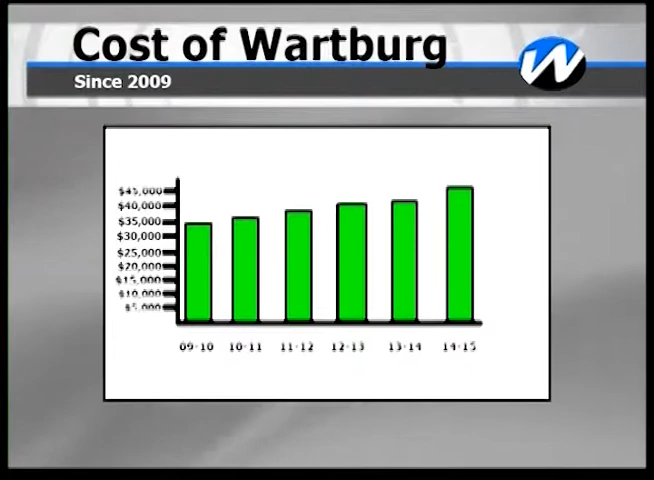 Cost of Wartburg
W
Since 2009
$45,000
$40,000
$35,000
$30,000
$25,000
$20,000
$15,000
$10,000
$5,000
09-10 10-11 11-12 12-13 13-14 14-15